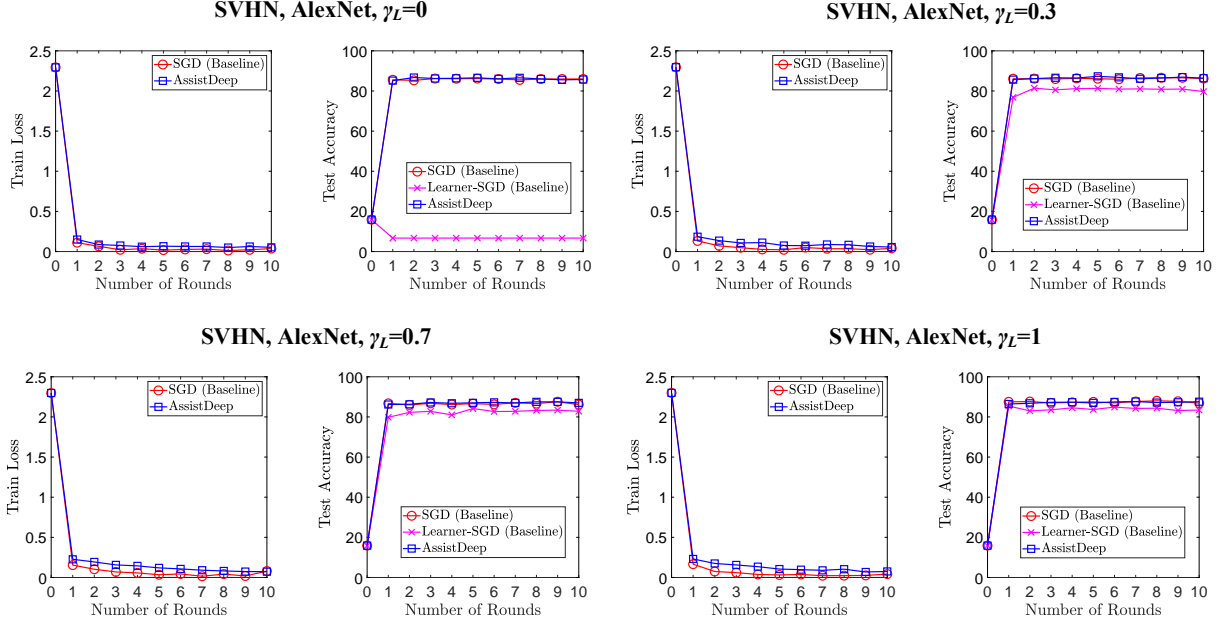 SVHN, AlexNet, γL=0
2.5
2
1.5
1
0.5
0
Train Loss
SGD (Baseline)
AssistDeep
0 1 2 3 4 5 6 7 8 9 10
Number of Rounds
100
80
60
40
20
0
Test Accuracy
SGD (Baseline)
Learner-SGD (Baseline)
AssistDeep
0 1 2 3 4 5 6 7 8 9 10
Number of Rounds
SVHN, AlexNet, γL=0.3
2.5
2
1.5
1
0.5
0
Train Loss
SGD (Baseline)
AssistDeep
0 1 2 3 4 5 6 7 8 9 10
Number of Rounds
100
80
60
40
20
0
Test Accuracy
SGD (Baseline)
Learner-SGD (Baseline)
AssistDeep
0 1 2 3 4 5 6 7 8 9 10
Number of Rounds
SVHN, AlexNet, γL=0.7
2.5
2
1.5
1
0.5
0
Train Loss
SGD (Baseline)
AssistDeep
0 1 2 3 4 5 6 7 8 9 10
Number of Rounds
100
80
60
40
20
0
Test Accuracy
SGD (Baseline)
Learner-SGD (Baseline)
AssistDeep
0 1 2 3 4 5 6 7 8 9 10
Number of Rounds
SVHN, AlexNet, γL=1
2.5
2
1.5
1
0.5
0
Train Loss
SGD (Baseline)
AssistDeep
0 1 2 3 4 5 6 7 8 9 10
Number of Rounds
100
80
60
40
20
0
Test Accuracy
SGD (Baseline)
Learner-SGD (Baseline)
AssistDeep
0 1 2 3 4 5 6 7 8 9 10
Number of Rounds